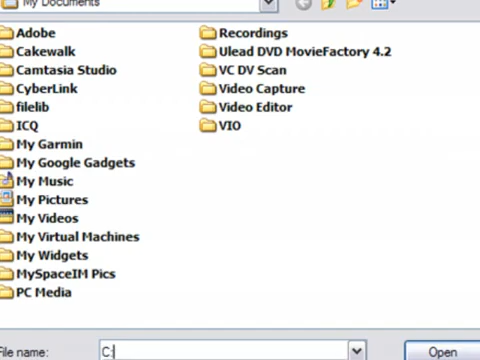 My Documents
Adobe
Cakewalk
Camtasia Studio
CyberLink
filelib
ICQ
My Garmin
My Google Gadgets
My Music
My Pictures
My Videos
My Virtual Machines
My Widgets
MySpaceIM Pics
PC Media
Recordings
Ulead DVD MovieFactory 4.2
VC DV Scan
Video Capture
Video Editor
VIO
File name: C:
Open